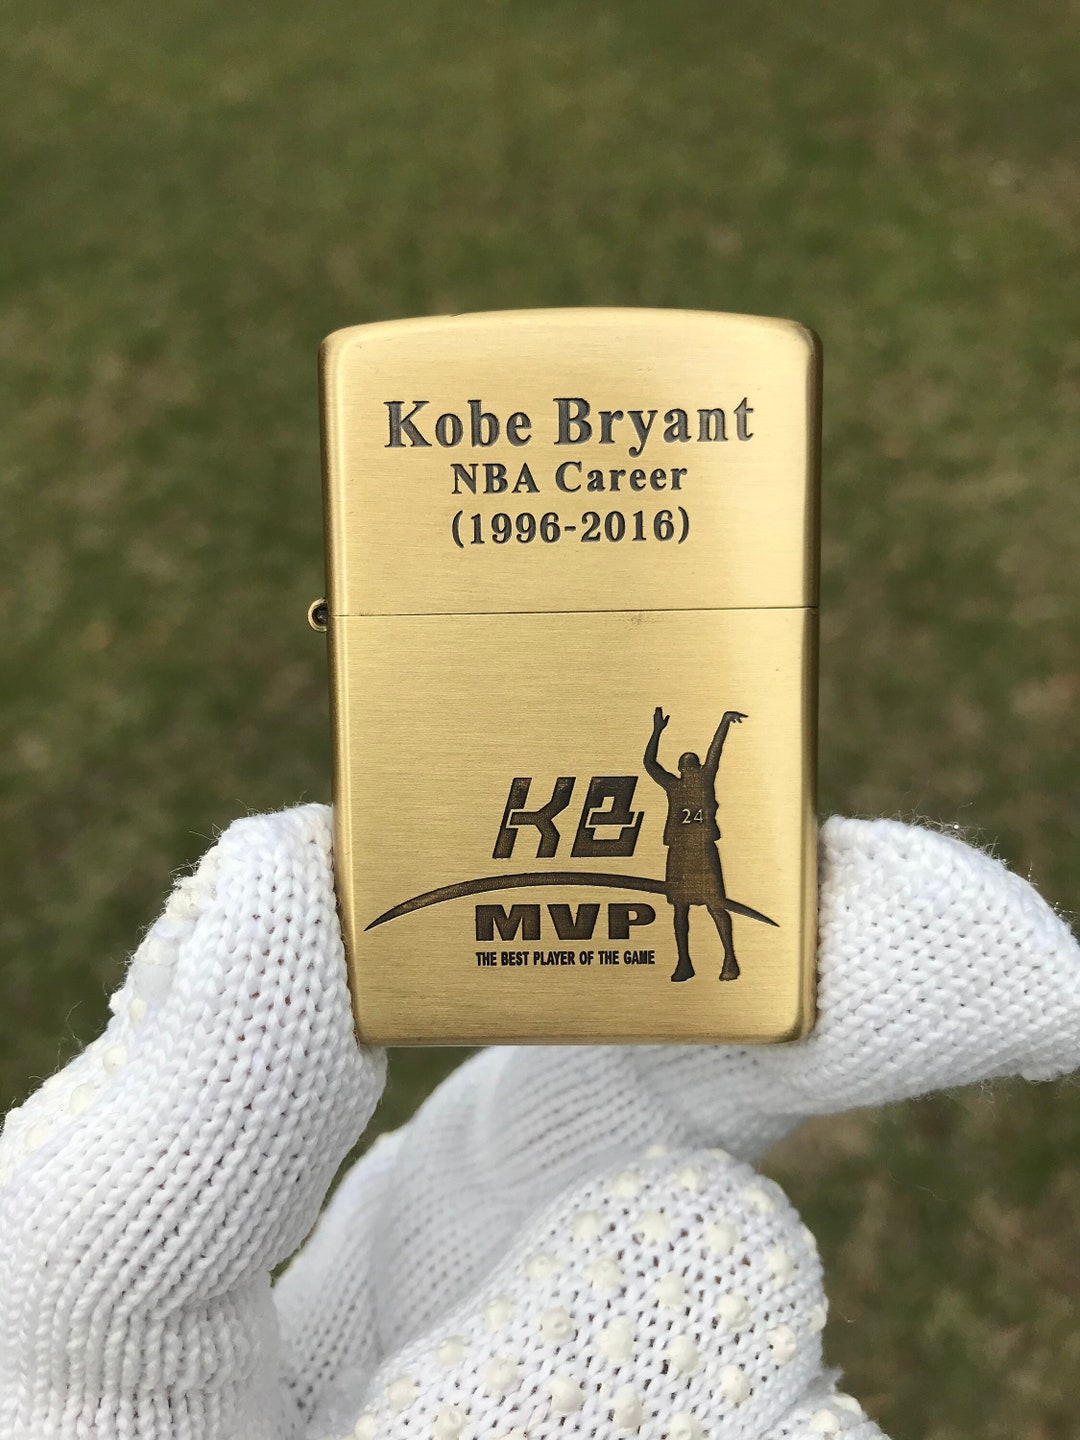 Kobe Bryant
NBA Career
(1996-2016)
KB
24
MVP
THE BEST PLAYER OF THE GAME